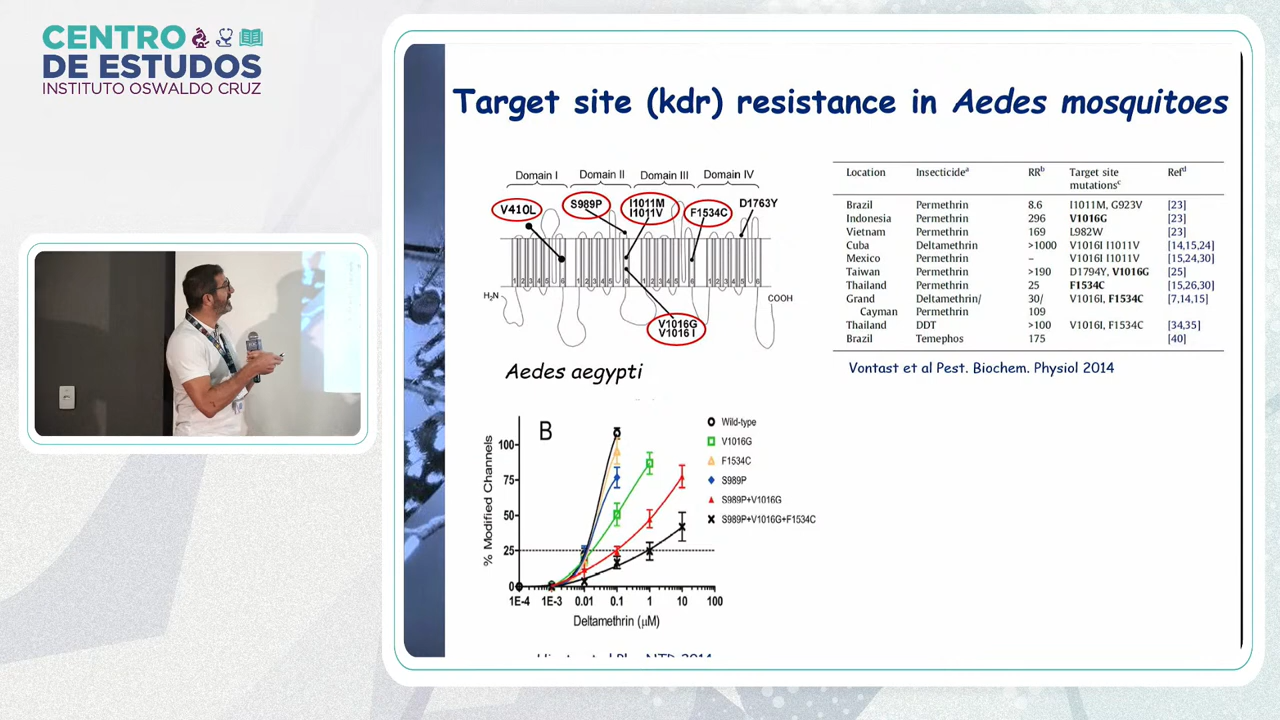 CENTRO
DE ESTUDOS
INSTITUTO OSWALDO CRUZ
Target site (kdr) resistance in Aedes mosquitoes
Domain I Domain II Domain III Domain IV
V410L S989P I1011M F1534C D1763Y
I1011V
H₂N
COOH
V1016G
V1016 I
Aedes aegypti
Location Insecticideᵃ RRᵇ Target site mutationsᶜ Refᵈ
Brazil Permethrin 8.6 I1011M, G923V [23]
Indonesia Permethrin 296 V1016G [23]
Vietnam Permethrin 169 L982W [23]
Cuba Deltamethrin >1000 V1016I I1011V [14,15,24]
Mexico Permethrin – V1016I I1011V [15,24,30]
Taiwan Permethrin >190 D1794Y, V1016G [25]
Thailand Permethrin 25 F1534C [15,26,30]
Grand Deltamethrin/ 30/ V1016I, F1534C [7,14,15]
Cayman Permethrin 109
Thailand DDT >100 V1016I, F1534C [34,35]
Brazil Temephos 175 [40]
Vontast et al Pest. Biochem. Physiol 2014
B
% Modified Channels
100
75
50
25
0
1E-4 1E-3 0.01 0.1 1 10 100
Deltamethrin (μM)
Wild-type
V1016G
F1534C
S989P
S989P+V1016G
S989P+V1016G+F1534C